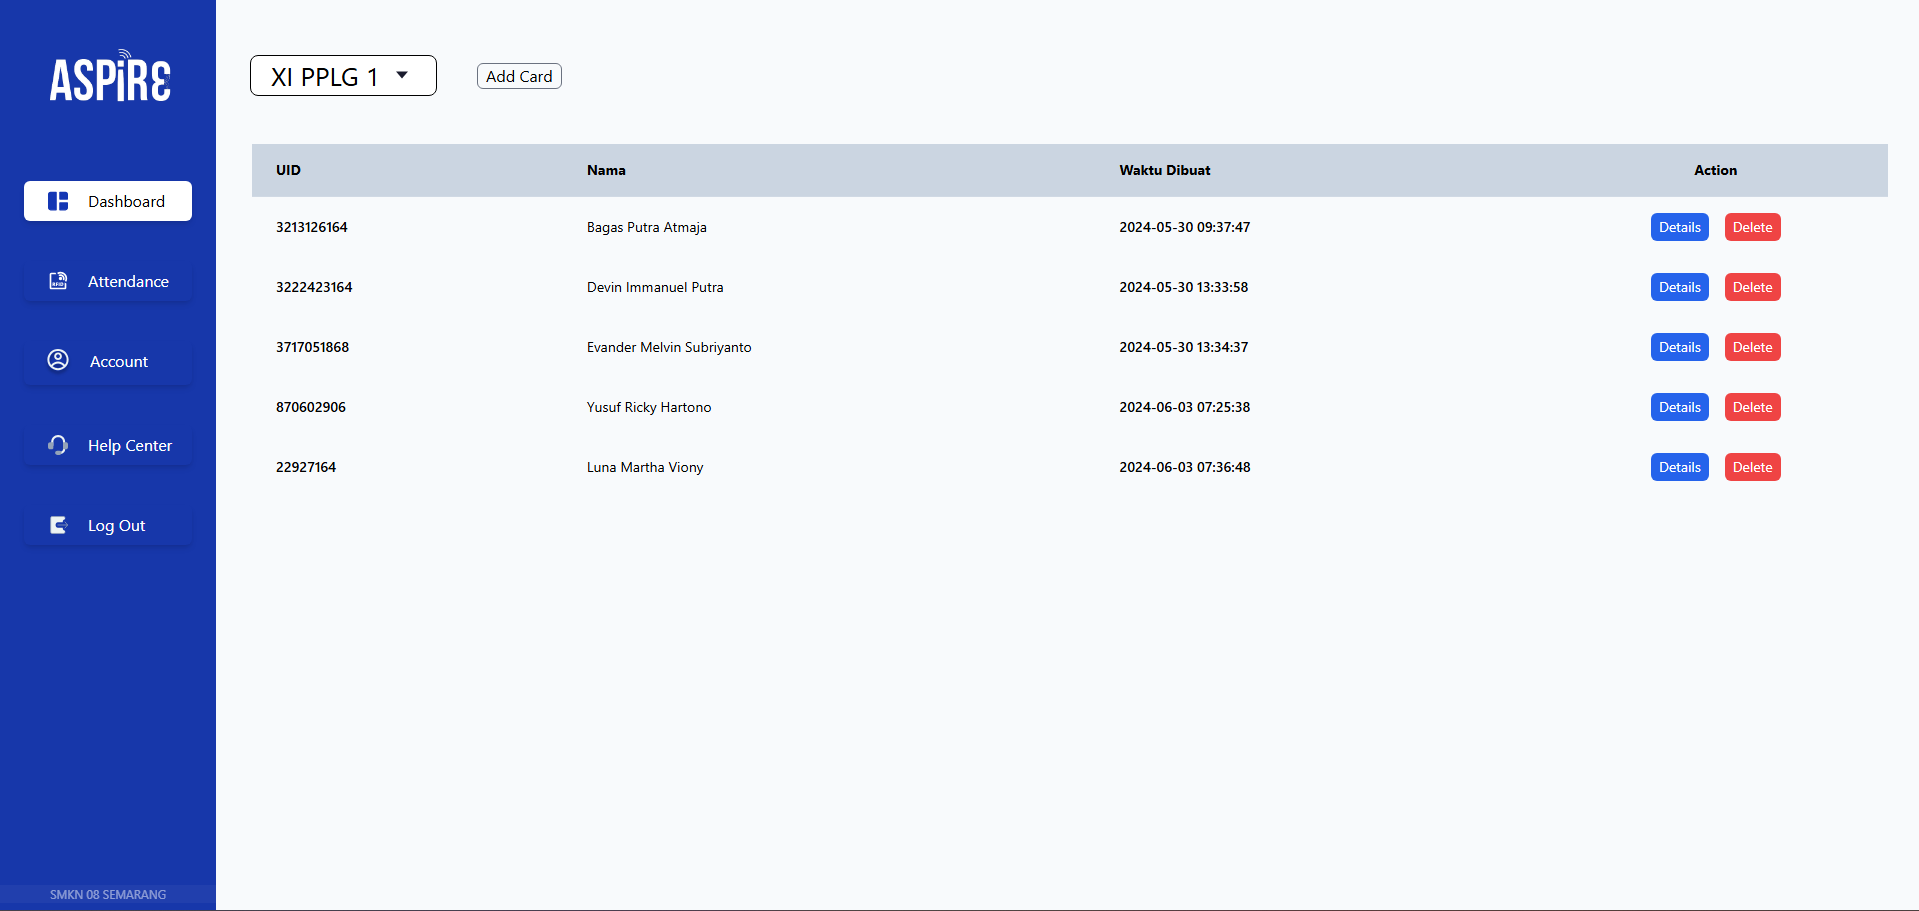 ASPIRE
Dashboard
Attendance
Account
Help Center
Log Out
SMKN 08 SEMARANG
XI PPLG 1
Add Card
UID Nama Waktu Dibuat Action
3213126164 Bagas Putra Atmaja 2024-05-30 09:37:47 Details Delete
3222423164 Devin Immanuel Putra 2024-05-30 13:33:58 Details Delete
3717051868 Evander Melvin Subriyanto 2024-05-30 13:34:37 Details Delete
870602906 Yusuf Ricky Hartono 2024-06-03 07:25:38 Details Delete
22927164 Luna Martha Viony 2024-06-03 07:36:48 Details Delete